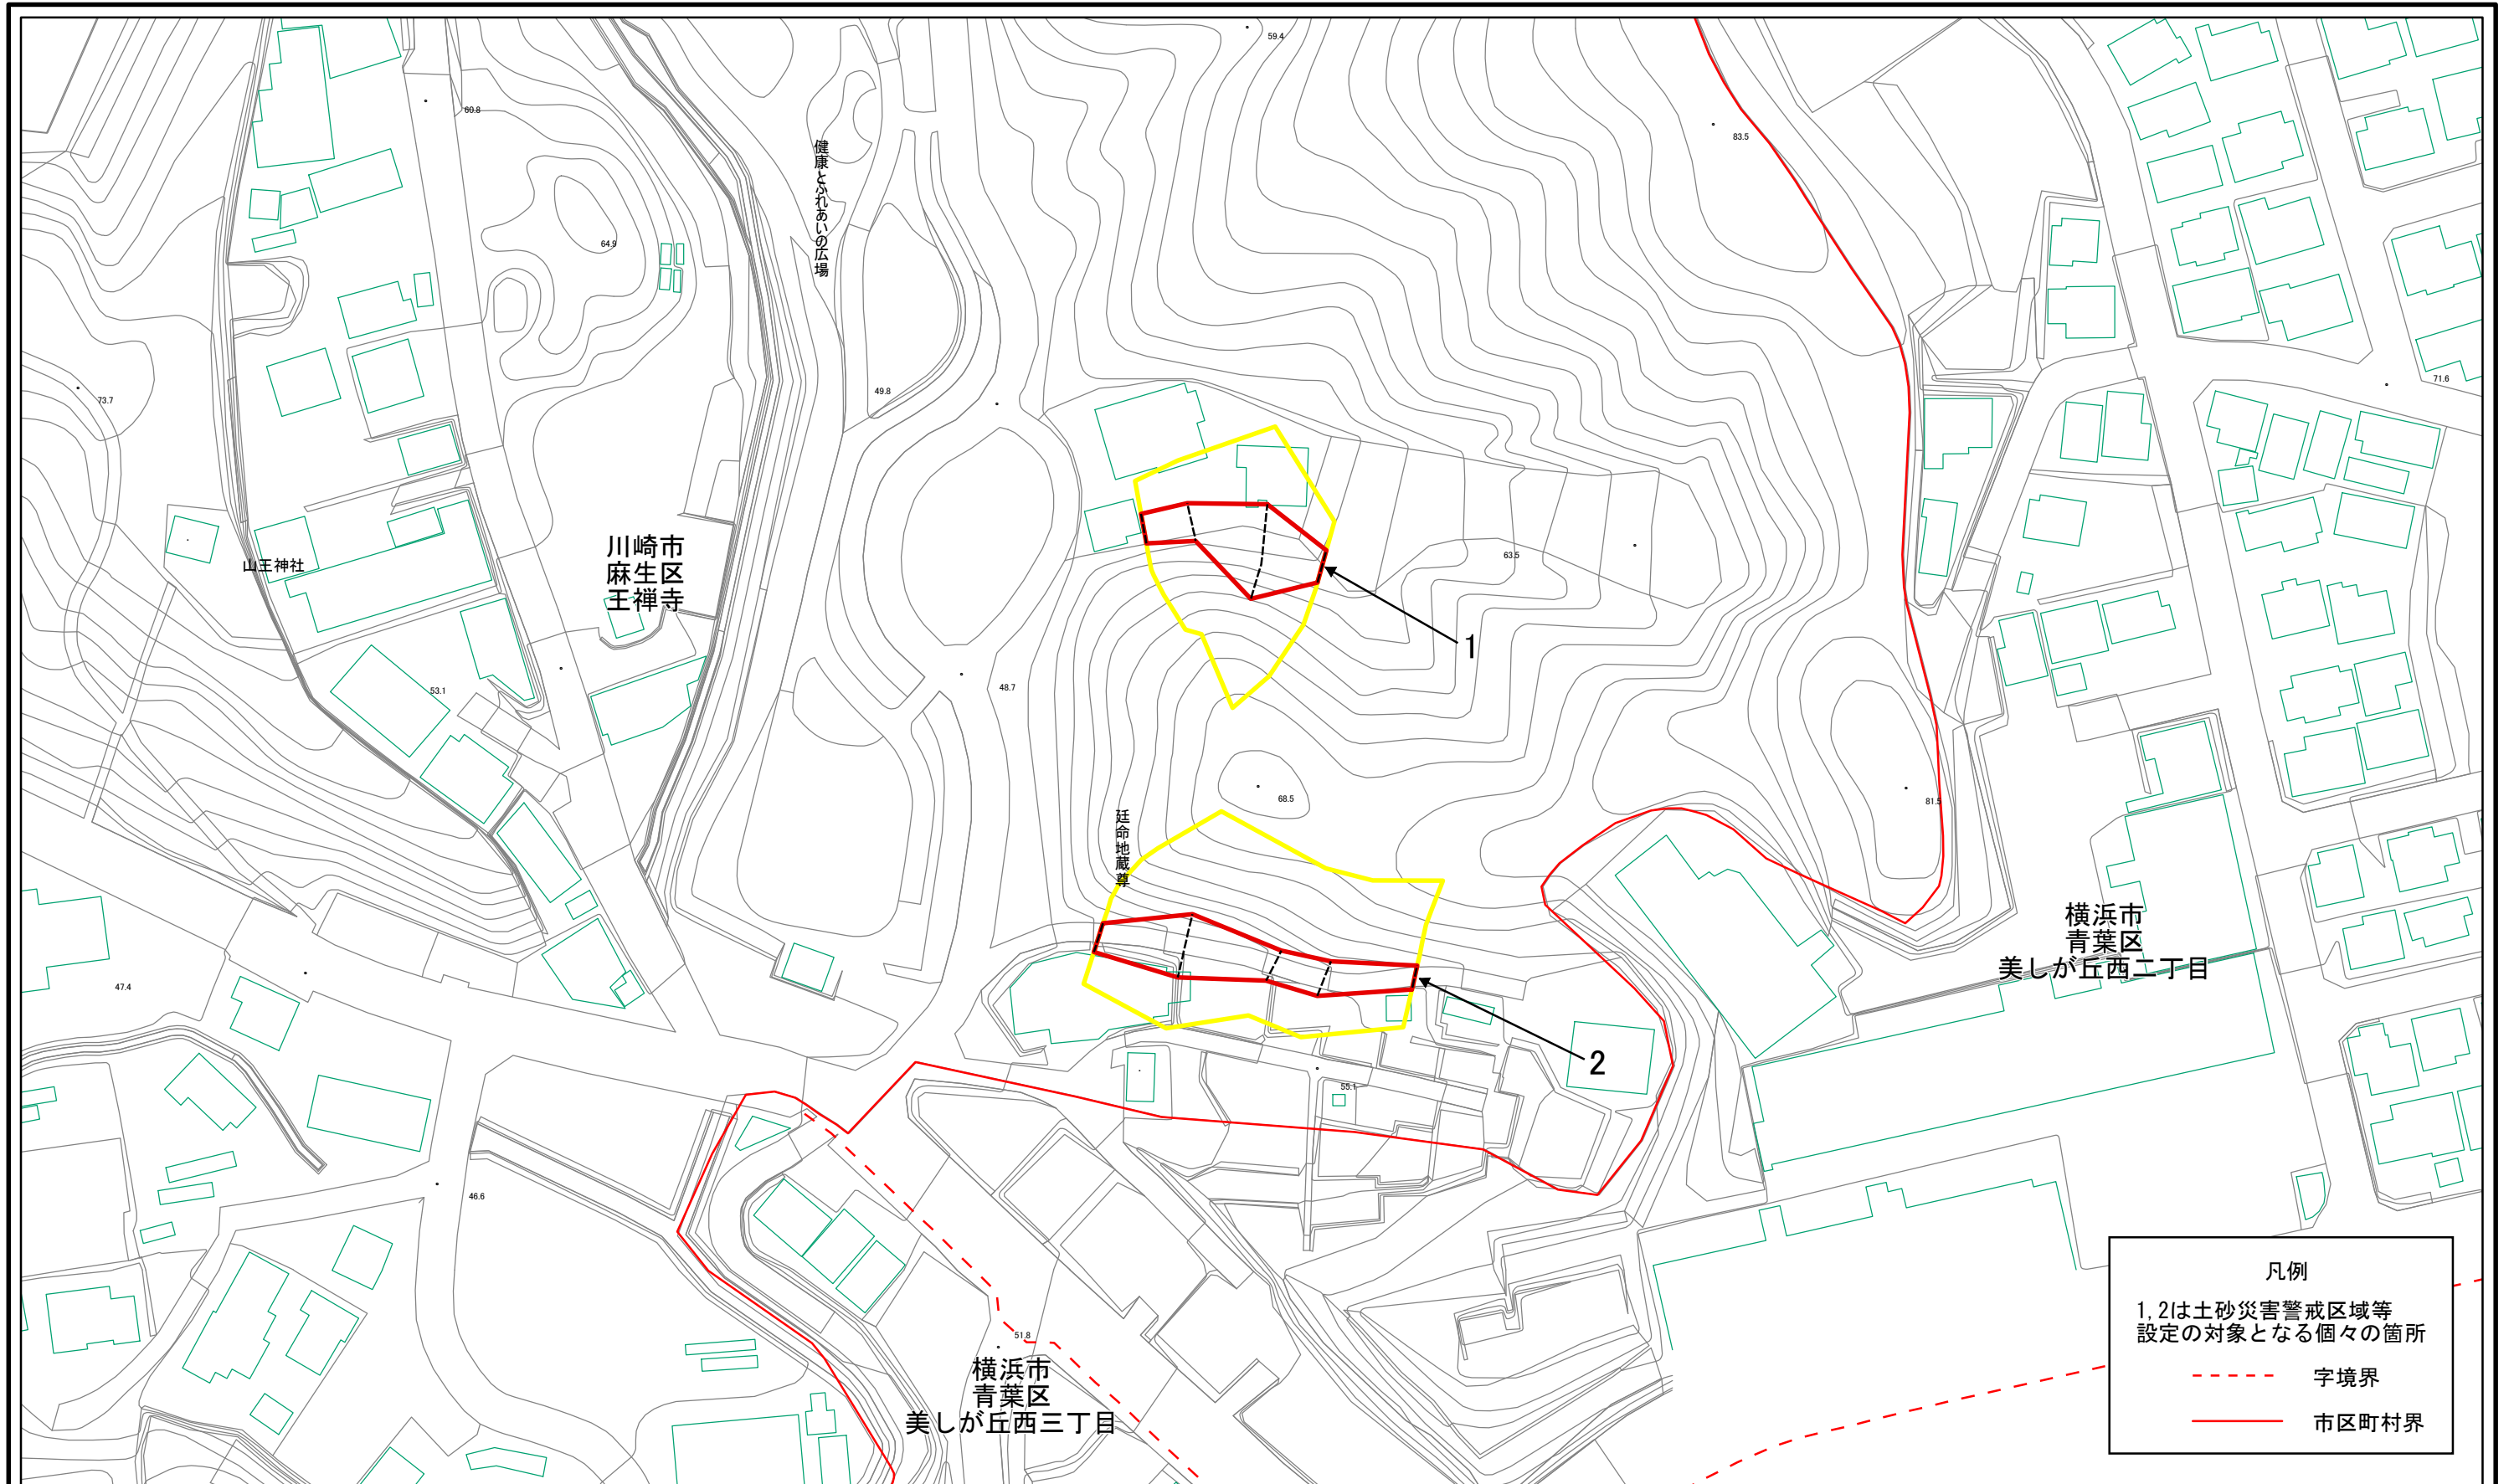 59.4
60.8
83.5
健康とふれあいの広場
64.9
73.7
49.8
71.6
山王神社
川崎市
麻生区
王禅寺
63.5
1
53.1
48.7
68.5
81.5
廷命地蔵尊
横浜市
青葉区
美しが丘西二丁目
47.4
2
55.1
46.6
51.8
横浜市
青葉区
美しが丘西三丁目
凡例
1,2は土砂災害警戒区域等
設定の対象となる個々の箇所
字境界
市区町村界